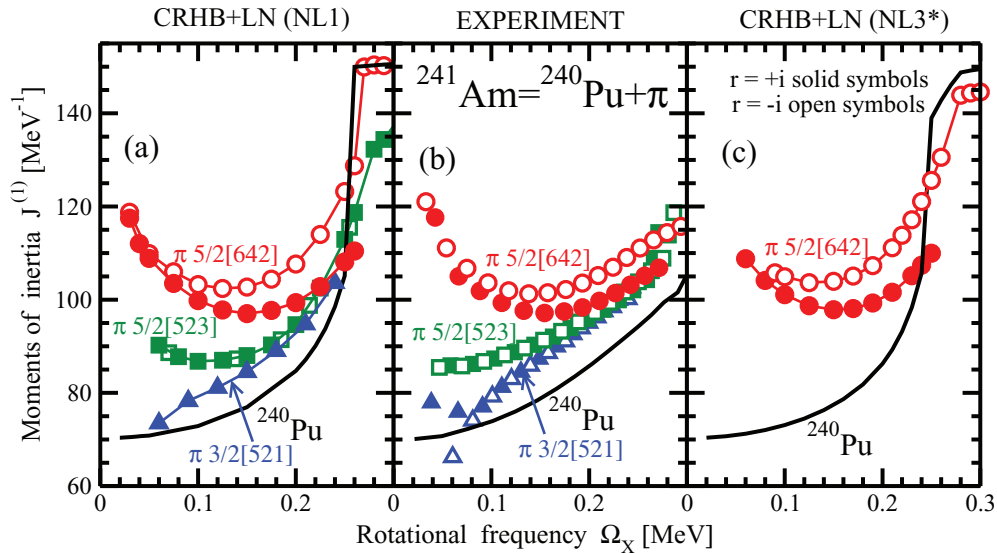 CRHB+LN (NL1)
EXPERIMENT
CRHB+LN (NL3*)
Moments of inertia J⁽¹⁾ [MeV⁻¹]
140
120
100
80
60
(a)
π 5/2[642]
π 5/2[523]
²⁴⁰Pu
π 3/2[521]
²⁴¹Am=²⁴⁰Pu+π
(b)
π 5/2[642]
π 5/2[523]
²⁴⁰Pu
π 3/2[521]
r = +i solid symbols
r = -i open symbols
(c)
π 5/2[642]
²⁴⁰Pu
0 0.1 0.2 0 0.1 0.2 0 0.1 0.2 0.3
Rotational frequency Ω_X [MeV]